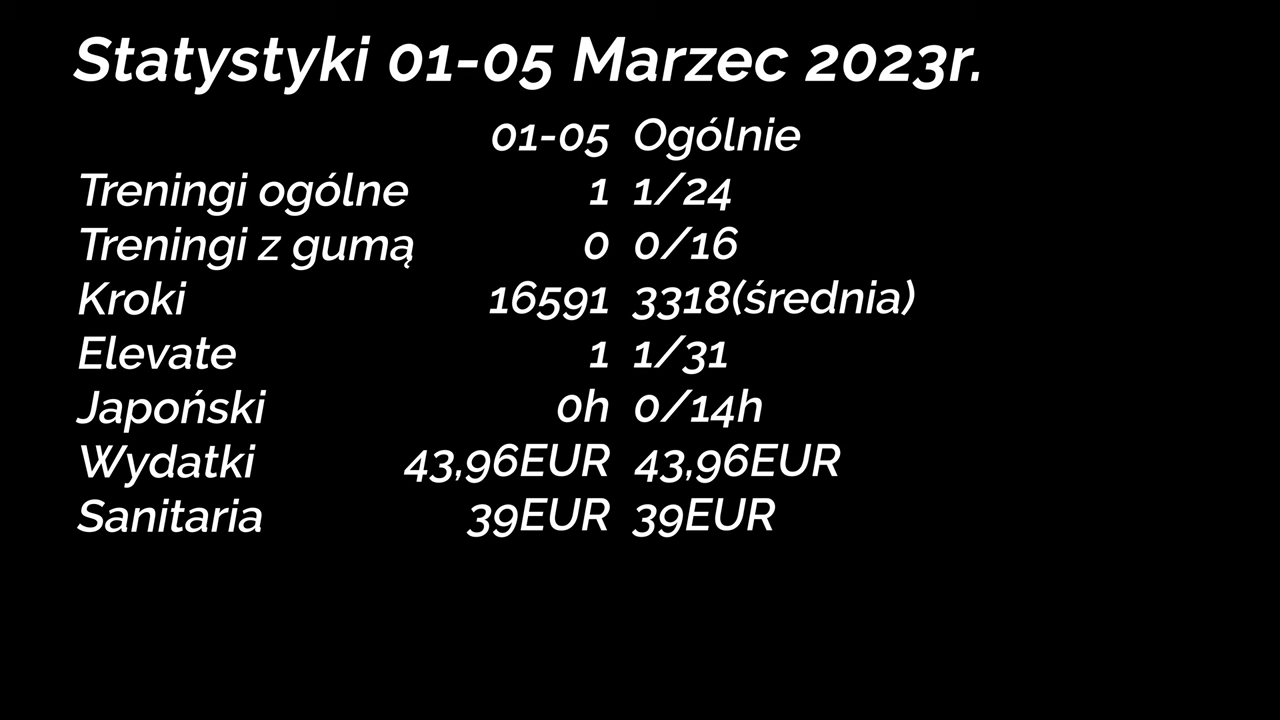 Statystyki 01-05 Marzec 2023r.
01-05 Ogólnie
Treningi ogólne 1 1/24
Treningi z gumą 0 0/16
Kroki 16591 3318(średnia)
Elevate 1 1/31
Japoński 0h 0/14h
Wydatki 43,96EUR 43,96EUR
Sanitaria 39EUR 39EUR